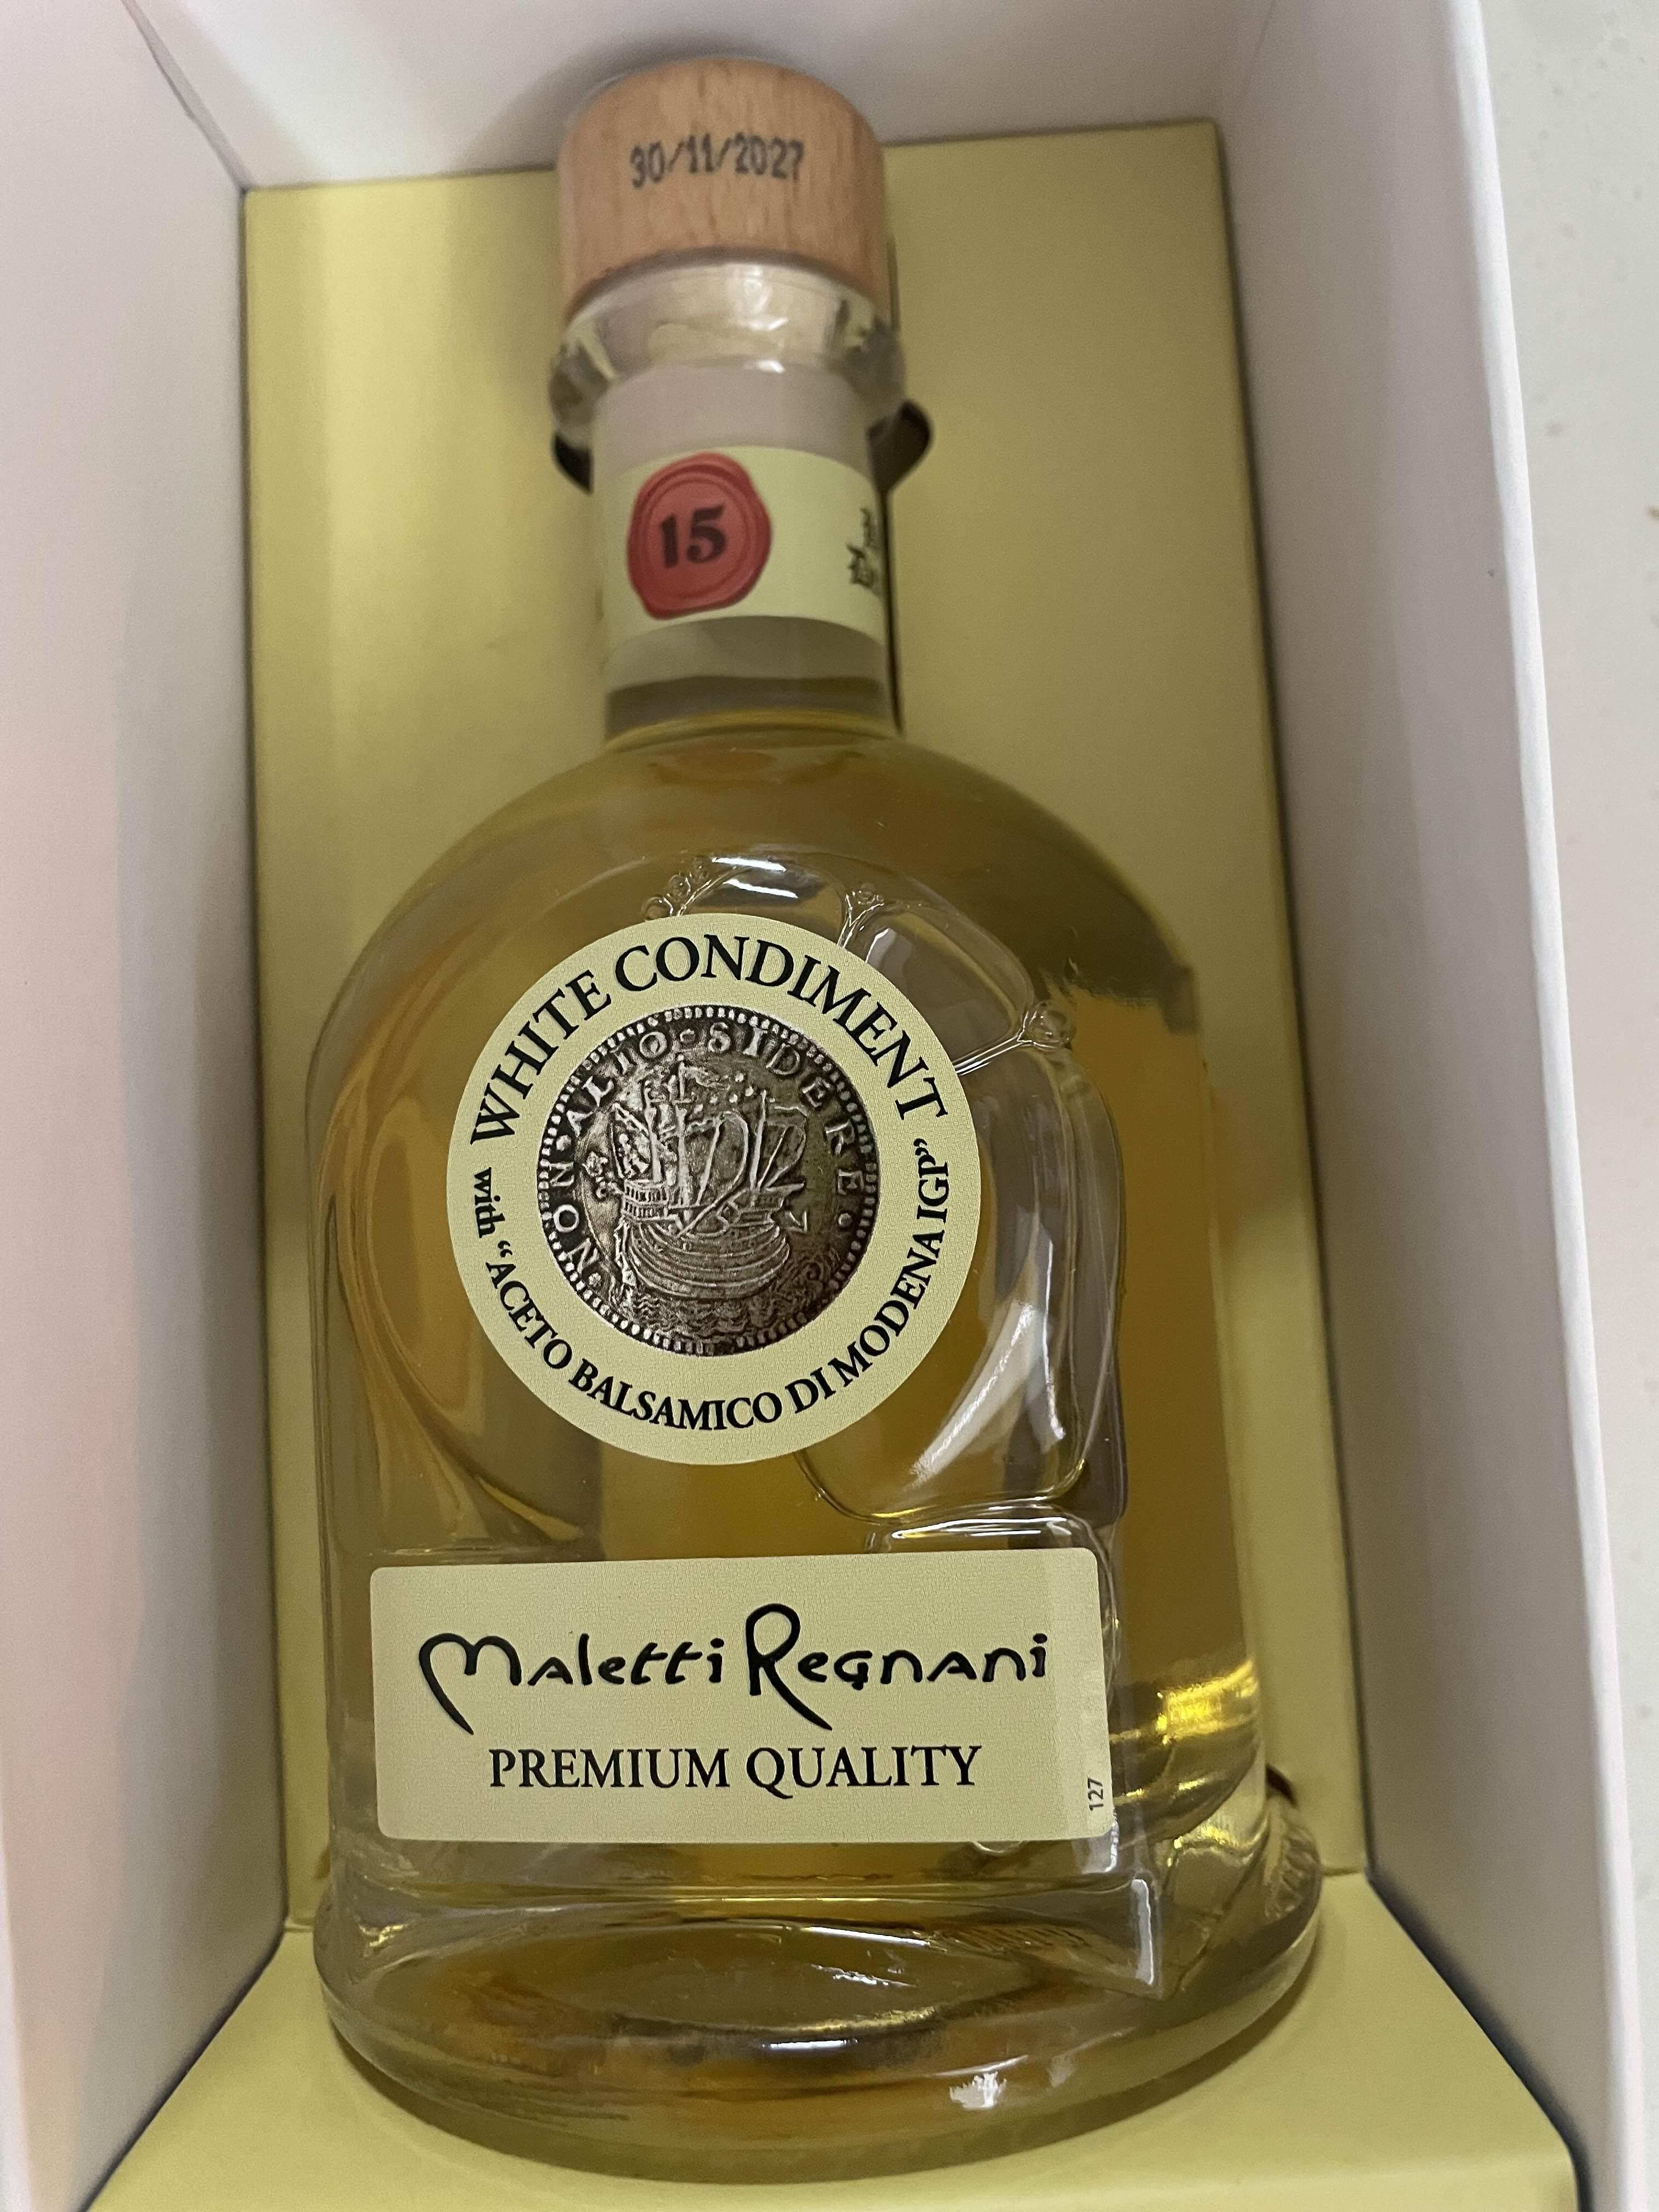 30/11/2027
15
WHITE CONDIMENT
NON·ALIO·SIDERE·
with “ACETO BALSAMICO DI MODENA IGP”
Maletti Regnani
PREMIUM QUALITY
127